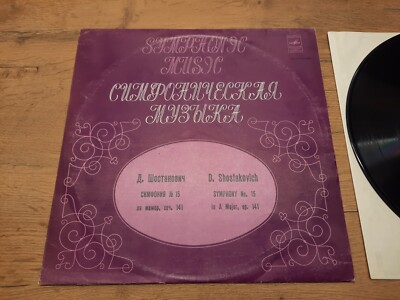 SYMPHONIC
MUSIC
СИМФОНИЧЕСКАЯ
МУЗЫКА
Д. Шостакович
СИМФОНИЯ № 15
ля мажор, соч. 141
D. Shostakovich
SYMPHONY No. 15
in A Major, op. 141